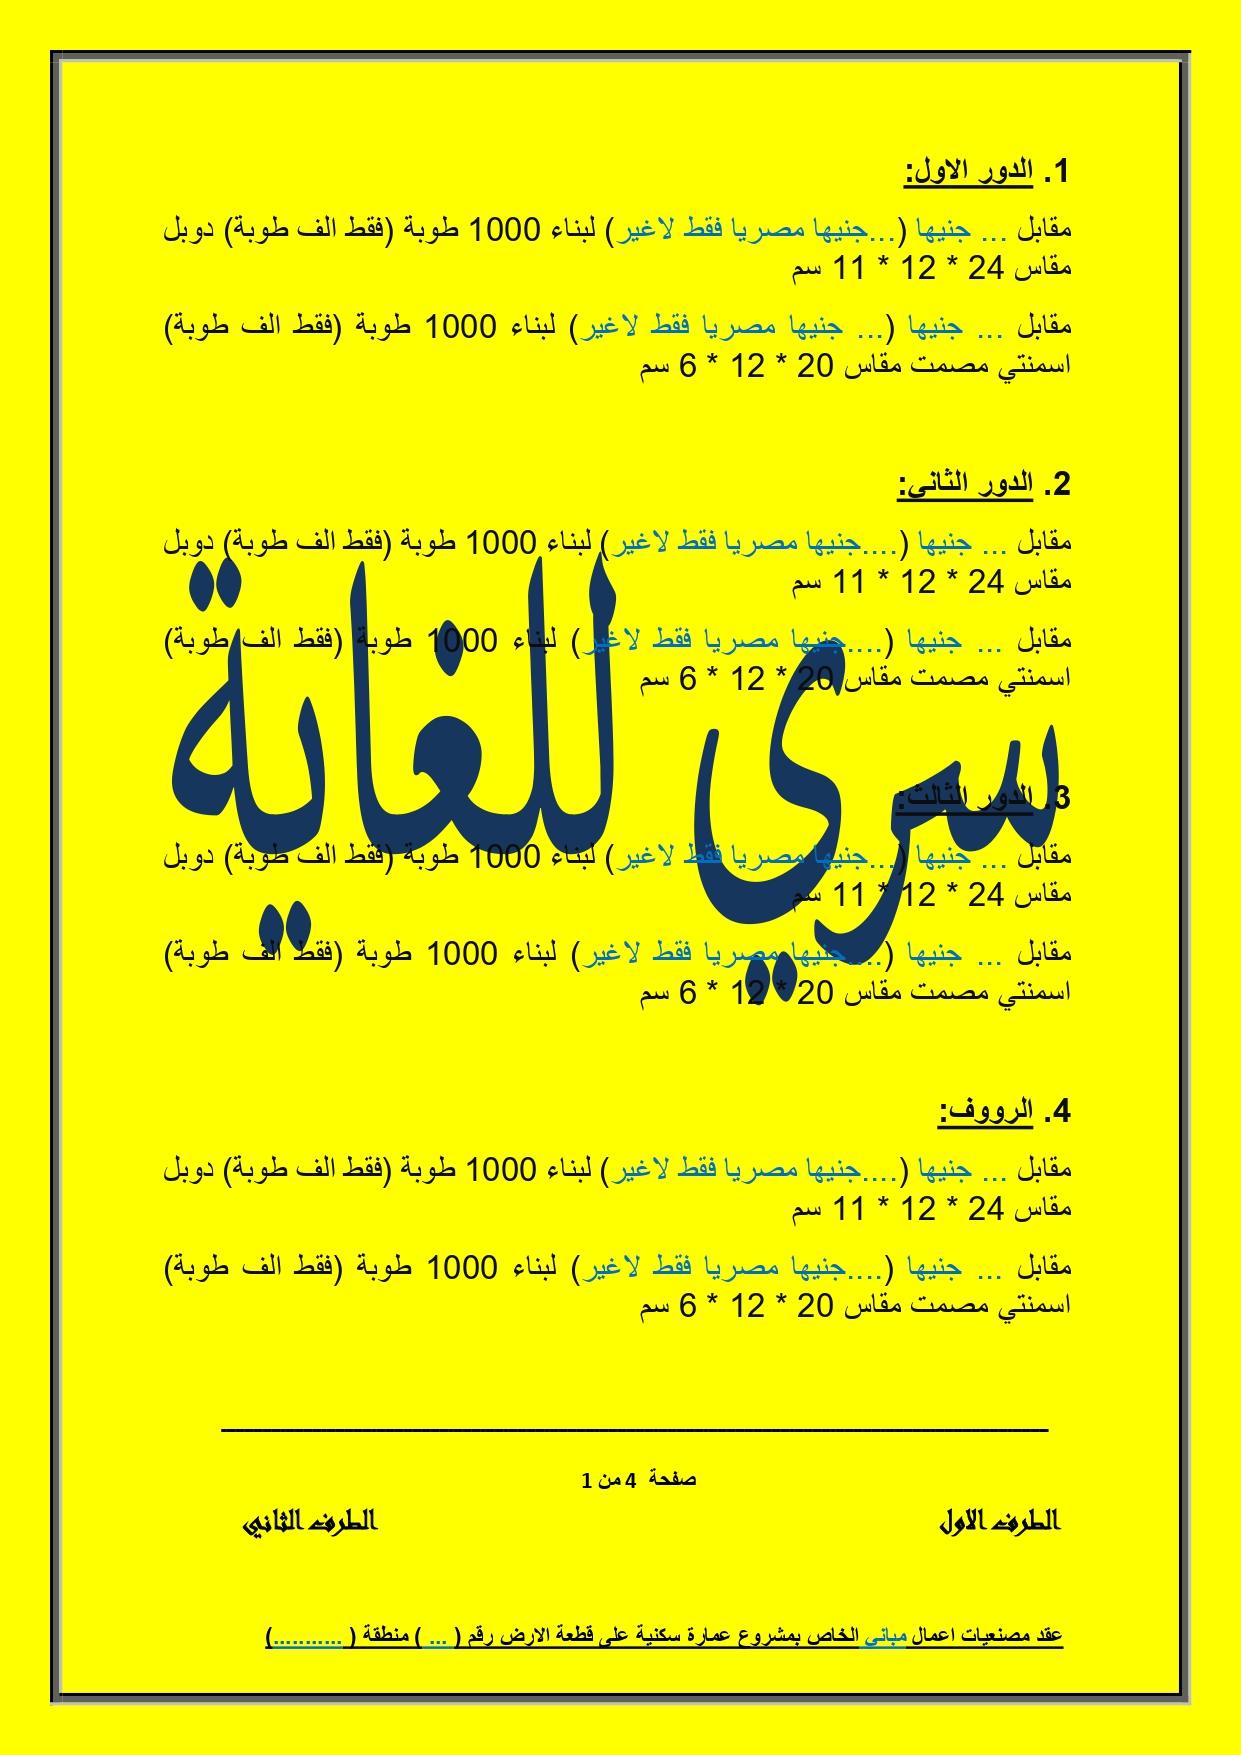 1. الدور الاول:
مقابل ... جنيها (...جنيها مصريا فقط لاغير) لبناء 1000 طوبة (فقط الف طوبة) دوبل
مقاس 24 * 12 * 11 سم
مقابل ... جنيها (... جنيها مصريا فقط لاغير) لبناء 1000 طوبة (فقط الف طوبة)
اسمنتي مصمت مقاس 20 * 12 * 6 سم
2. الدور الثاني:
مقابل ... جنيها (....جنيها مصريا فقط لاغير) لبناء 1000 طوبة (فقط الف طوبة) دوبل
مقاس 24 * 12 * 11 سم
مقابل ... جنيها (....جنيها مصريا فقط لاغير) لبناء 1000 طوبة (فقط الف طوبة)
اسمنتي مصمت مقاس 20 * 12 * 6 سم
سري للغاية
3. الدور الثالث:
مقابل ... جنيها (...جنيها مصريا فقط لاغير) لبناء 1000 طوبة (فقط الف طوبة) دوبل
مقاس 24 * 12 * 11 سم
مقابل ... جنيها (....جنيها مصريا فقط لاغير) لبناء 1000 طوبة (فقط الف طوبة)
اسمنتي مصمت مقاس 20 * 12 * 6 سم
4. الرووف:
مقابل ... جنيها (....جنيها مصريا فقط لاغير) لبناء 1000 طوبة (فقط الف طوبة) دوبل
مقاس 24 * 12 * 11 سم
مقابل ... جنيها (....جنيها مصريا فقط لاغير) لبناء 1000 طوبة (فقط الف طوبة)
اسمنتي مصمت مقاس 20 * 12 * 6 سم
صفحة 4 من 1
الطرف الاول الطرف الثاني
عقد مصنعيات اعمال مباني الخاص بمشروع عمارة سكنية على قطعة الارض رقم ( ... ) منطقة ( ...........)